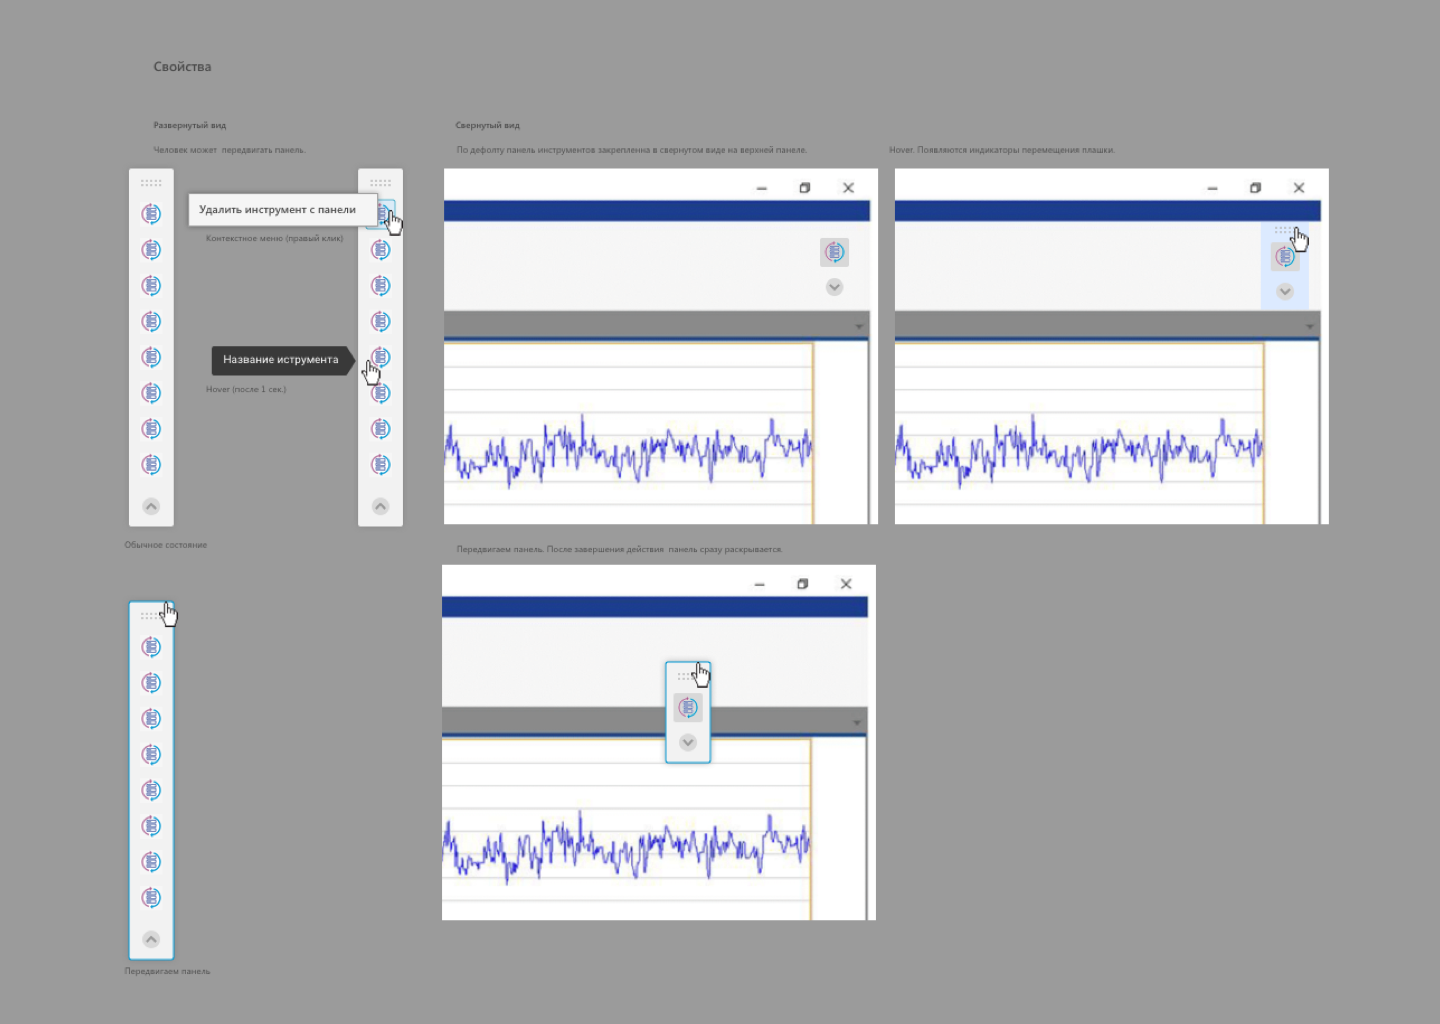 Свойства
Развернутый вид
Человек может передвигать панель.
Удалить инструмент с панели
Контекстное меню (правый клик)
Название иструмента
Hover (после 1 сек.)
Обычное состояние
Передвигаем панель
Свернутый вид
По дефолту панель инструментов закрепленна в свернутом виде на верхней панеле.
Hover. Появляются индикаторы перемещения плашки.
Передвигаем панель. После завершения действия панель сразу раскрывается.